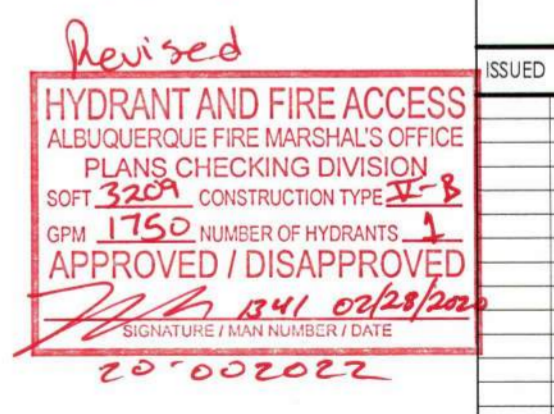 Revised
ISSUED
HYDRANT AND FIRE ACCESS
ALBUQUERQUE FIRE MARSHAL'S OFFICE
PLANS CHECKING DIVISION
SQFT 3209 CONSTRUCTION TYPE V-B
GPM 1750 NUMBER OF HYDRANTS 1
APPROVED / DISAPPROVED
1341 02/28/2020
SIGNATURE / MAN NUMBER / DATE
20-002022